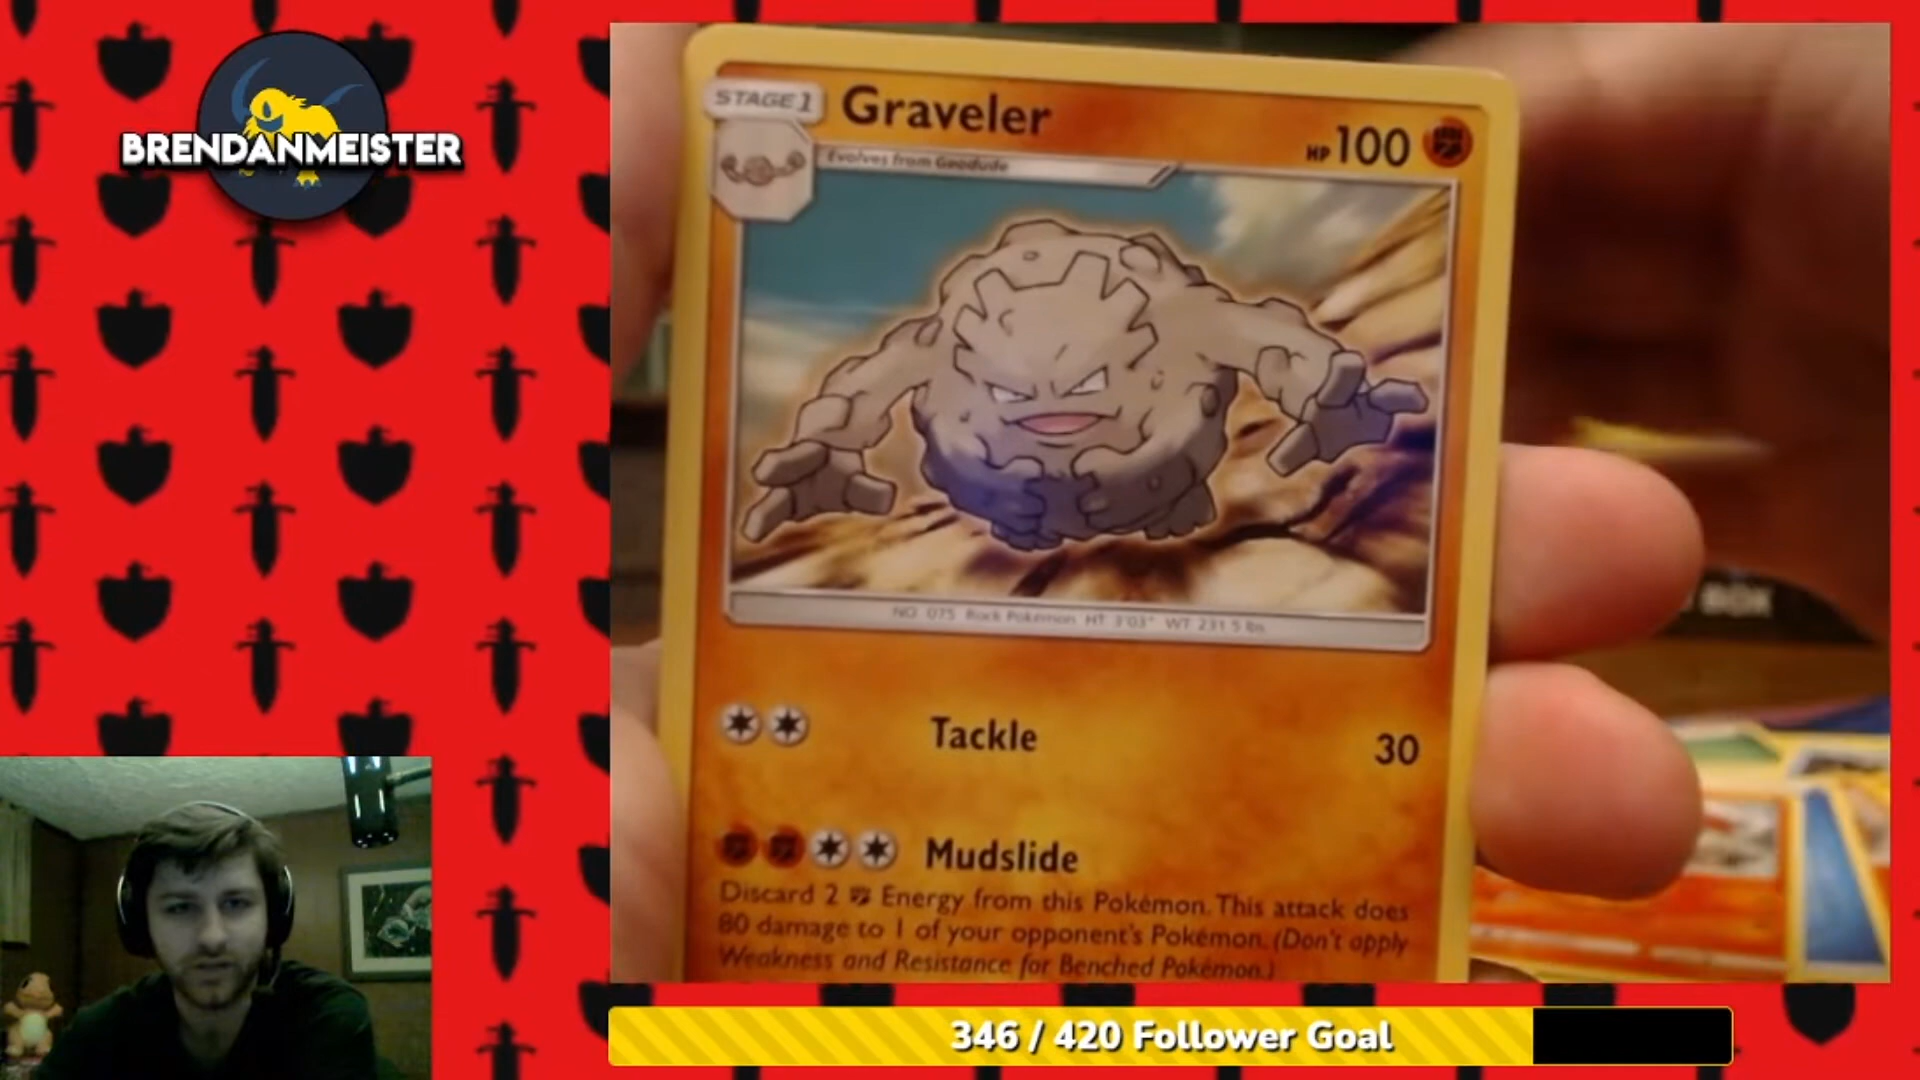 BRENDANMEISTER
STAGE 1
Graveler
HP 100
Evolves from Geodude
NO. 075 Rock Pokémon HT 3'03" WT 231.5 lbs.
Tackle
30
Mudslide
Discard 2 Energy from this Pokémon. This attack does
80 damage to 1 of your opponent's Pokémon. (Don't apply
Weakness and Resistance for Benched Pokémon.)
BOX
346 / 420 Follower Goal